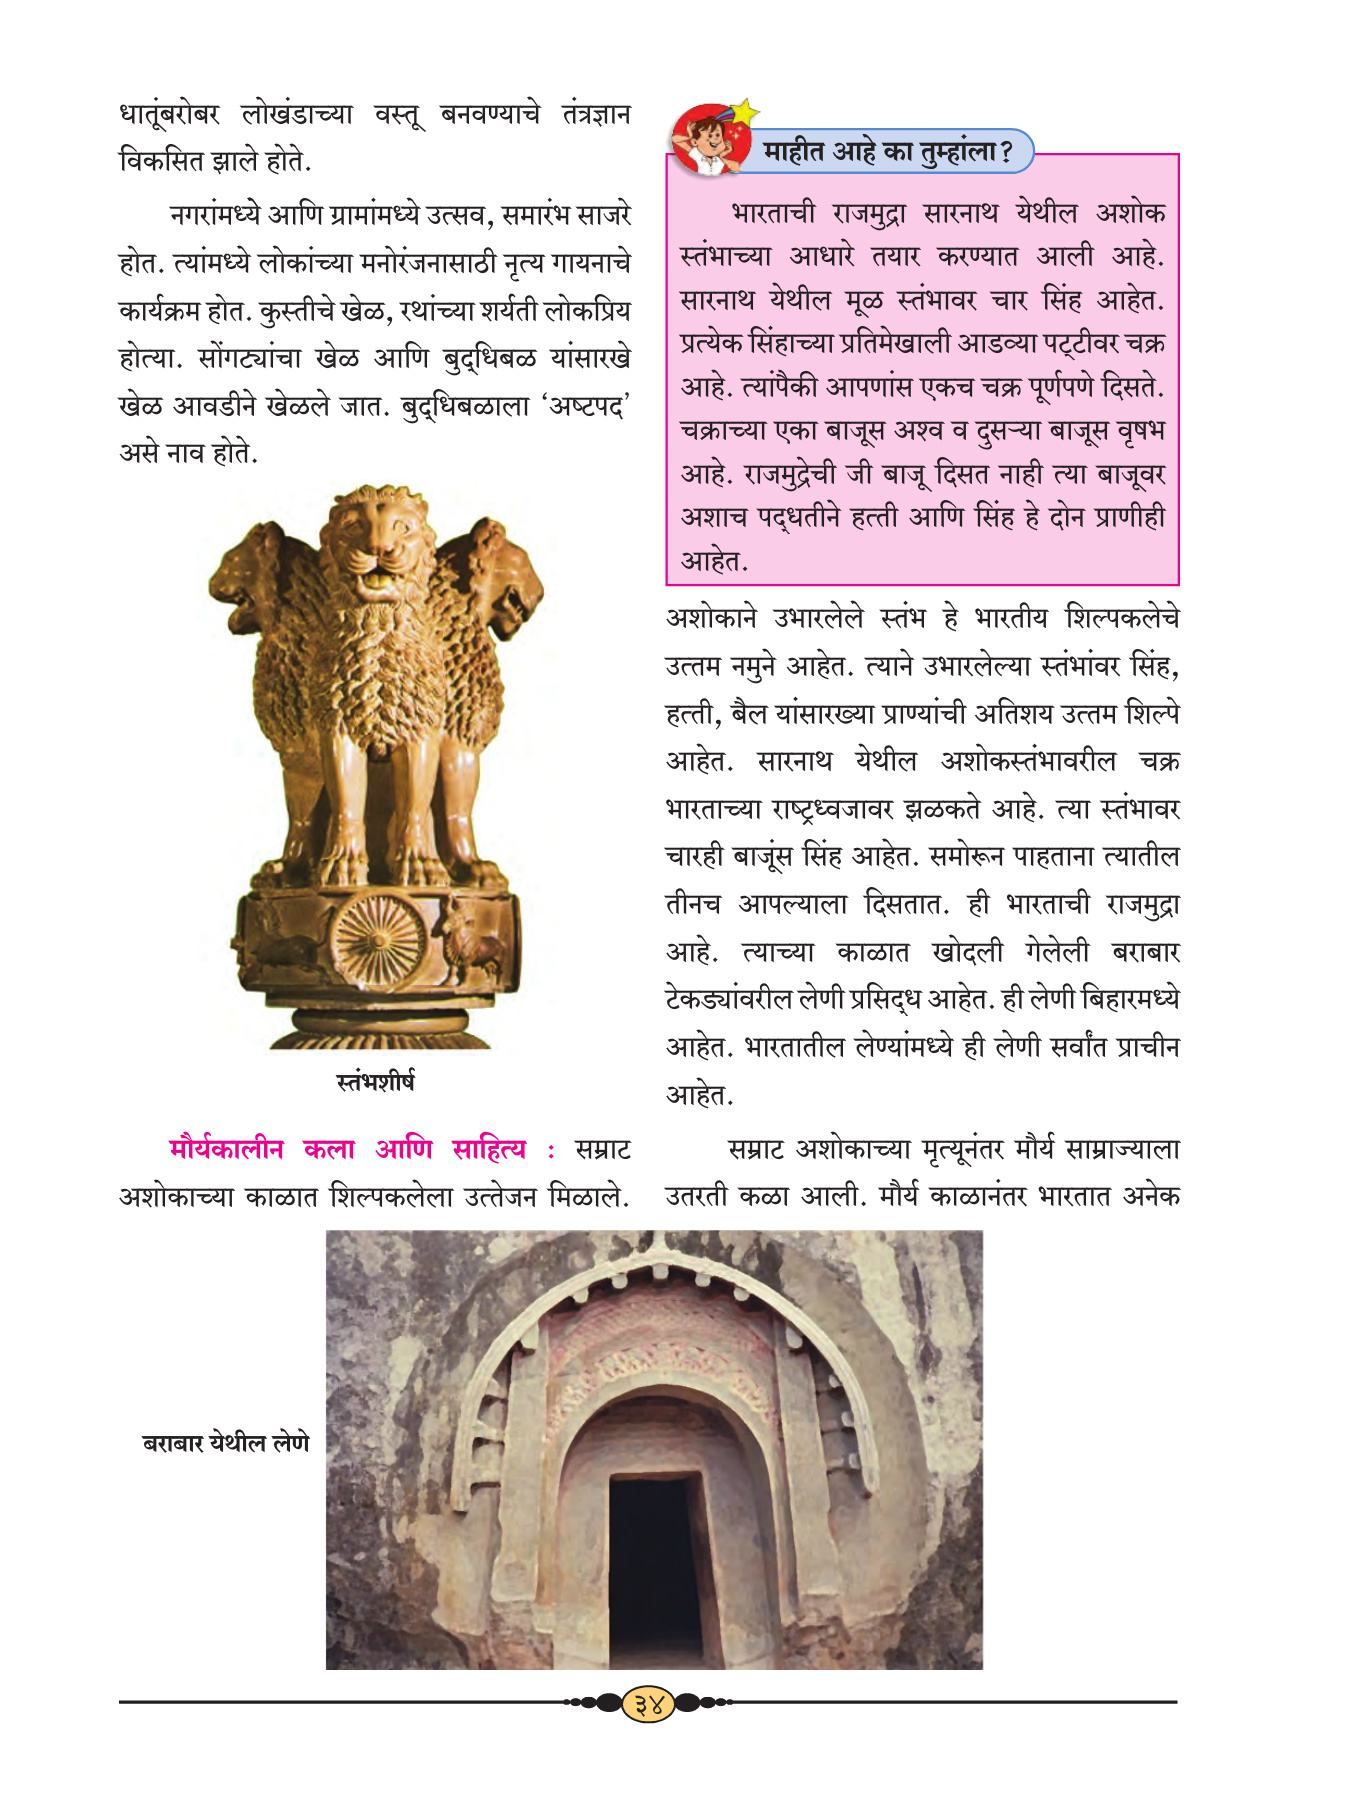 धातूंबरोबर लोखंडाच्या वस्तू बनवण्याचे तंत्रज्ञान
विकसित झाले होते.
नगरांमध्ये आणि ग्रामांमध्ये उत्सव, समारंभ साजरे
होत. त्यांमध्ये लोकांच्या मनोरंजनासाठी नृत्य गायनाचे
कार्यक्रम होत. कुस्तीचे खेळ, रथांच्या शर्यती लोकप्रिय
होत्या. सोंगट्यांचा खेळ आणि बुद्‌धिबळ यांसारखे
खेळ आवडीने खेळले जात. बुद्‌धिबळाला ‘अष्टपद’
असे नाव होते.
स्तंभशीर्ष
मौर्यकालीन कला आणि साहित्य : सम्राट
अशोकाच्या काळात शिल्पकलेला उत्तेजन मिळाले.
माहीत आहे का तुम्हांला?
भारताची राजमुद्रा सारनाथ येथील अशोक
स्तंभाच्या आधारे तयार करण्यात आली आहे.
सारनाथ येथील मूळ स्तंभावर चार सिंह आहेत.
प्रत्येक सिंहाच्या प्रतिमेखाली आडव्या पट्टीवर चक्र
आहे. त्यांपैकी आपणांस एकच चक्र पूर्णपणे दिसते.
चक्राच्या एका बाजूस अश्व व दुसऱ्या बाजूस वृषभ
आहे. राजमुद्रेची जी बाजू दिसत नाही त्या बाजूवर
अशाच पद्‌धतीने हत्ती आणि सिंह हे दोन प्राणीही
आहेत.
अशोकाने उभारलेले स्तंभ हे भारतीय शिल्पकलेचे
उत्तम नमुने आहेत. त्याने उभारलेल्या स्तंभांवर सिंह,
हत्ती, बैल यांसारख्या प्राण्यांची अतिशय उत्तम शिल्पे
आहेत. सारनाथ येथील अशोकस्तंभावरील चक्र
भारताच्या राष्ट्रध्वजावर झळकते आहे. त्या स्तंभावर
चारही बाजूंस सिंह आहेत. समोरून पाहताना त्यातील
तीनच आपल्याला दिसतात. ही भारताची राजमुद्रा
आहे. त्याच्या काळात खोदली गेलेली बराबार
टेकड्यांवरील लेणी प्रसिद्‌ध आहेत. ही लेणी बिहारमध्ये
आहेत. भारतातील लेण्यांमध्ये ही लेणी सर्वांत प्राचीन
आहेत.
सम्राट अशोकाच्या मृत्यूनंतर मौर्य साम्राज्याला
उतरती कळा आली. मौर्य काळानंतर भारतात अनेक
बराबार येथील लेणे
३४